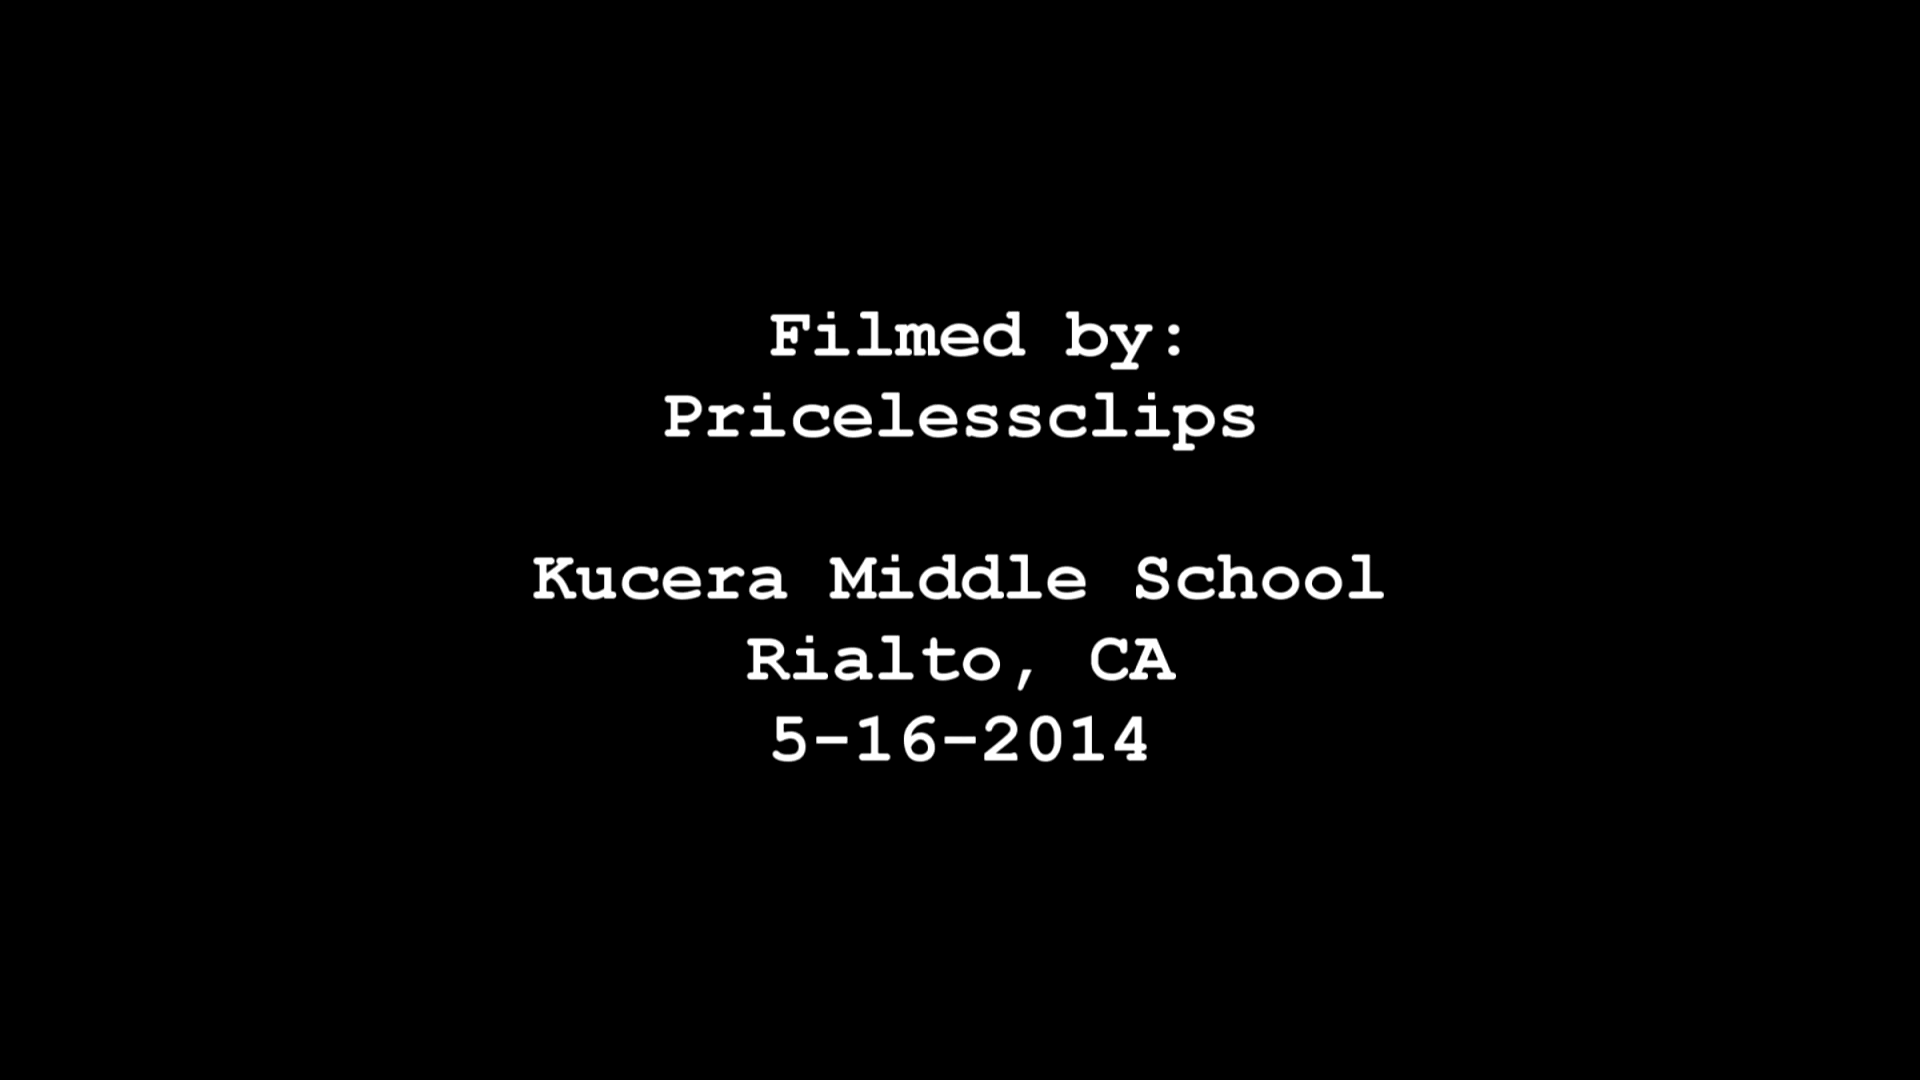 Filmed by:
Pricelessclips
Kucera Middle School
Rialto, CA
5-16-2014